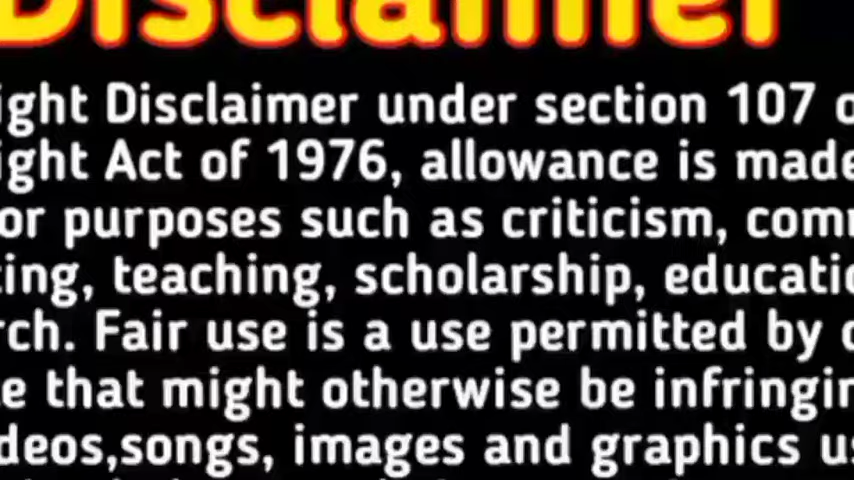 Disclaimer
ight Disclaimer under section 107 o
ight Act of 1976, allowance is made
or purposes such as criticism, com
ing, teaching, scholarship, educatio
rch. Fair use is a use permitted by c
e that might otherwise be infringin
deos,songs, images and graphics us